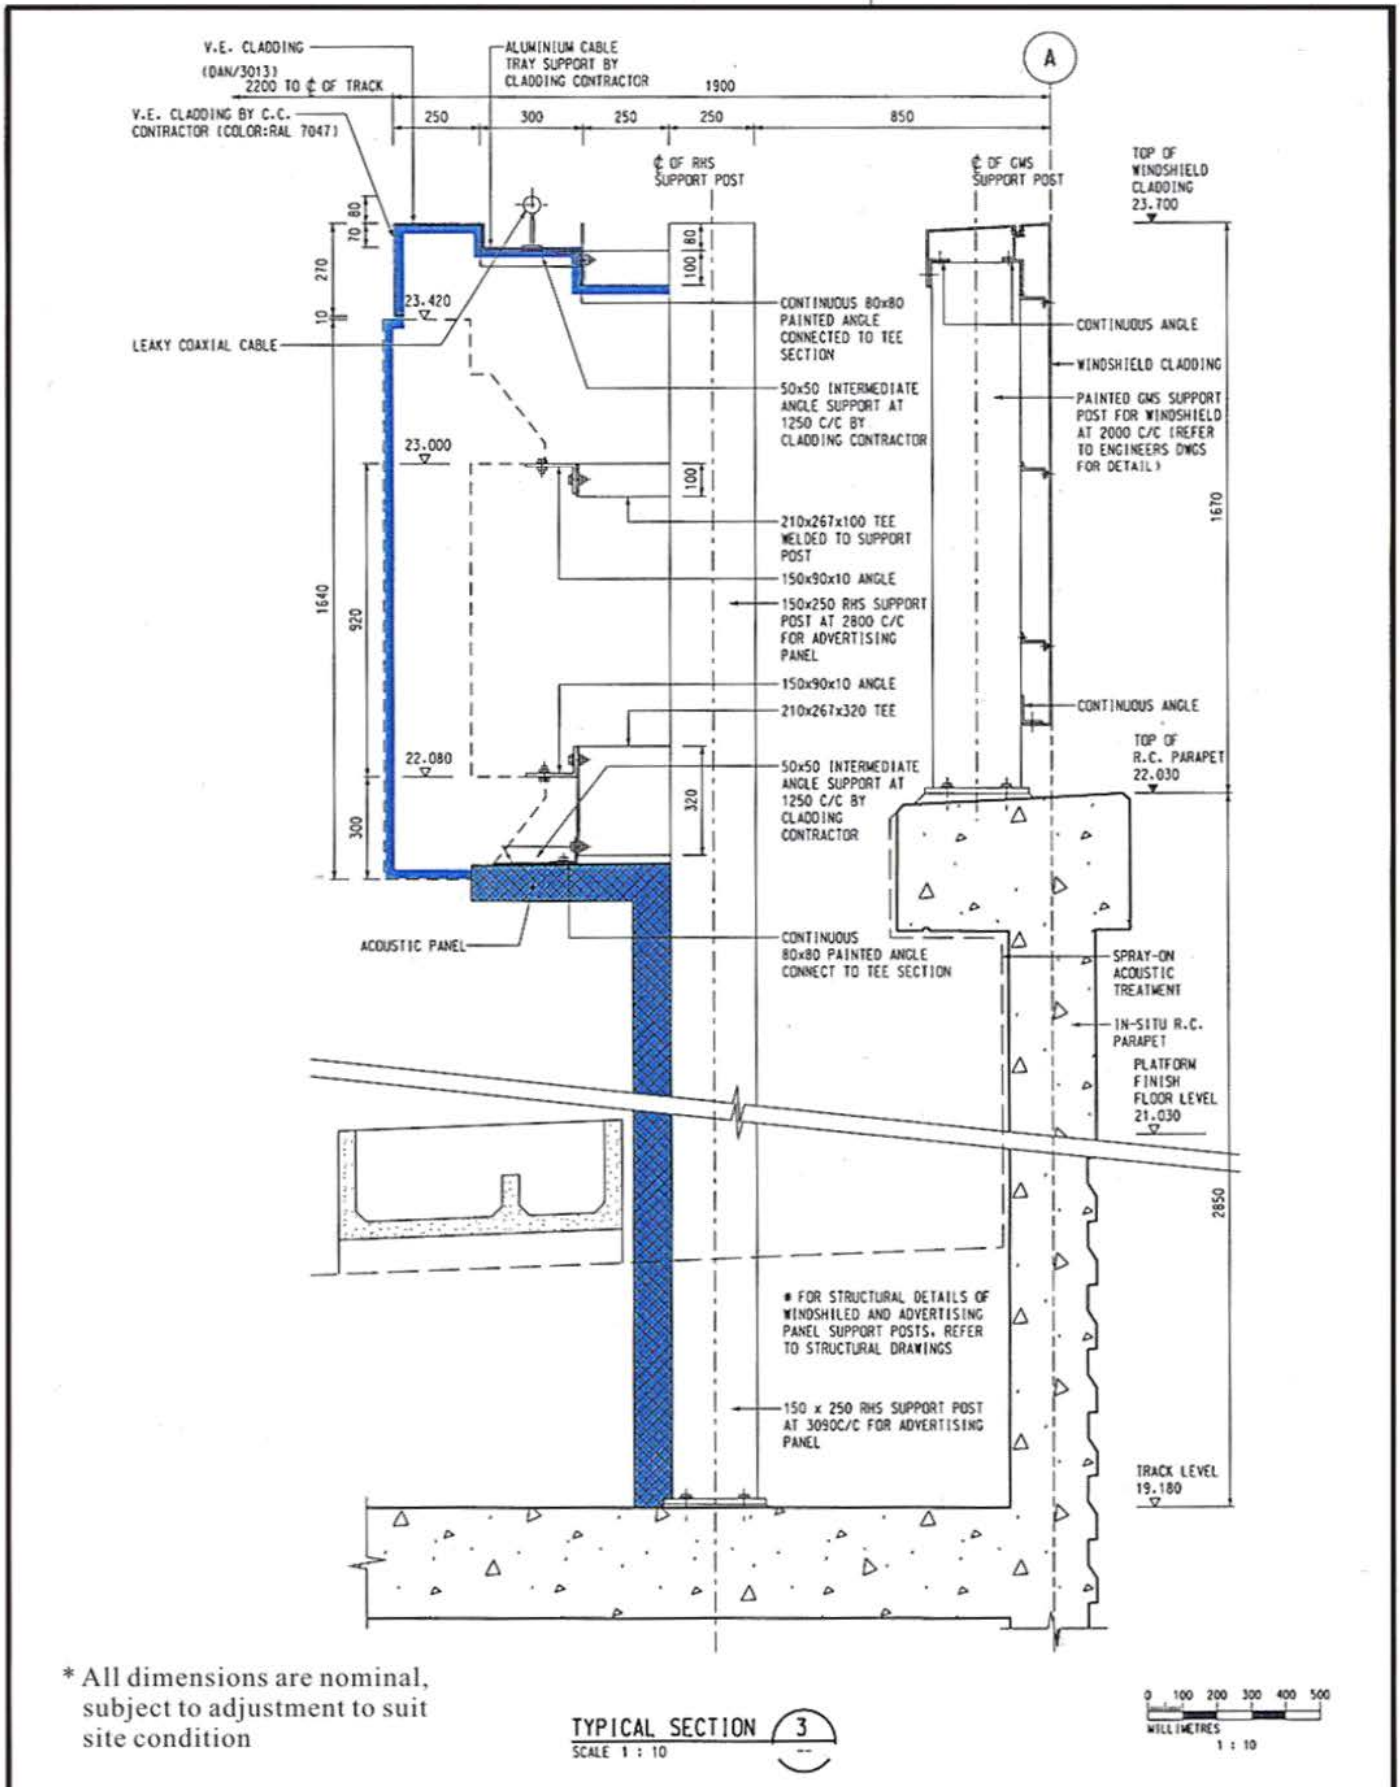 V.E. CLADDING
(DAN/3013)
2200 TO ℄ OF TRACK
V.E. CLADDING BY C.C.
CONTRACTOR (COLOR:RAL 7047)
ALUMINIUM CABLE
TRAY SUPPORT BY
CLADDING CONTRACTOR
A
1900
250
300
250
250
850
℄ OF RHS
SUPPORT POST
℄ OF GMS
SUPPORT POST
TOP OF
WINDSHIELD
CLADDING
23.700
80
70
270
10
80
100
23.420
LEAKY COAXIAL CABLE
CONTINUOUS 80x80
PAINTED ANGLE
CONNECTED TO TEE
SECTION
CONTINUOUS ANGLE
WINDSHIELD CLADDING
50x50 INTERMEDIATE
ANGLE SUPPORT AT
1250 C/C BY
CLADDING CONTRACTOR
PAINTED GMS SUPPORT
POST FOR WINDSHIELD
AT 2000 C/C (REFER
TO ENGINEERS DWGS
FOR DETAIL)
23.000
100
1670
210x267x100 TEE
WELDED TO SUPPORT
POST
150x90x10 ANGLE
1640
920
150x250 RHS SUPPORT
POST AT 2800 C/C
FOR ADVERTISING
PANEL
150x90x10 ANGLE
210x267x320 TEE
CONTINUOUS ANGLE
TOP OF
R.C. PARAPET
22.030
22.080
50x50 INTERMEDIATE
ANGLE SUPPORT AT
1250 C/C BY
CLADDING
CONTRACTOR
300
320
ACOUSTIC PANEL
CONTINUOUS
80x80 PAINTED ANGLE
CONNECT TO TEE SECTION
SPRAY-ON
ACOUSTIC
TREATMENT
IN-SITU R.C.
PARAPET
PLATFORM
FINISH
FLOOR LEVEL
21.030
2850
* FOR STRUCTURAL DETAILS OF
WINDSHILED AND ADVERTISING
PANEL SUPPORT POSTS. REFER
TO STRUCTURAL DRAWINGS
150 x 250 RHS SUPPORT POST
AT 3090C/C FOR ADVERTISING
PANEL
TRACK LEVEL
19.180
* All dimensions are nominal,
subject to adjustment to suit
site condition
TYPICAL SECTION 3
SCALE 1 : 10
--
0 100 200 300 400 500
MILLIMETRES
1 : 10